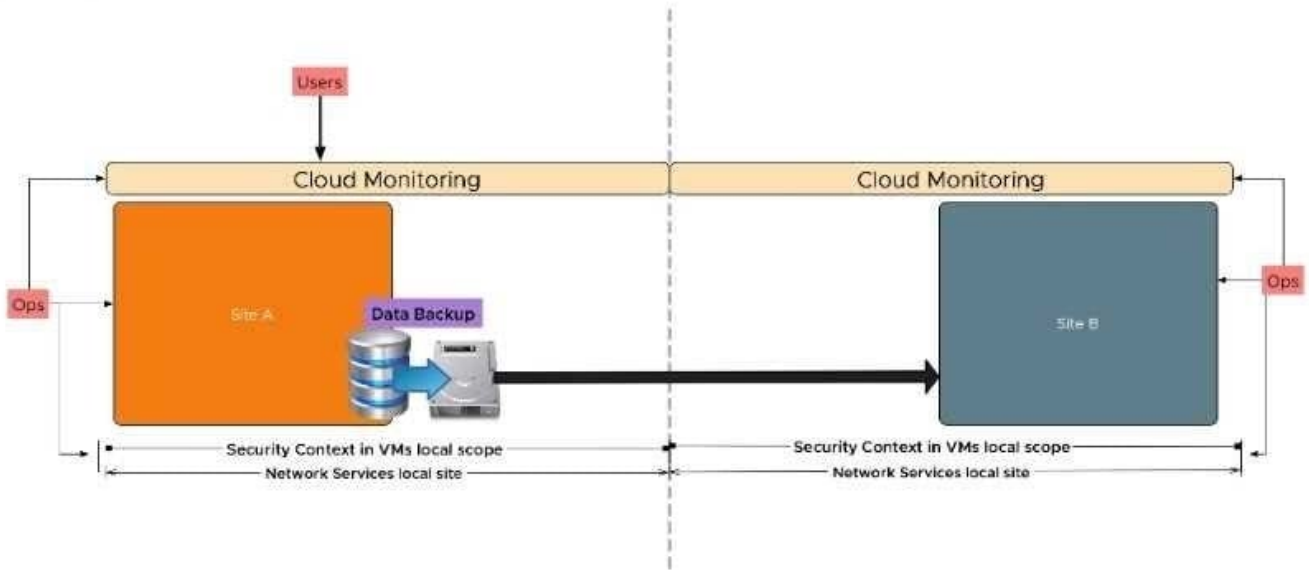 Users
Cloud Monitoring
Cloud Monitoring
Ops
Site A
Data Backup
Site B
Ops
Security Context in VMs local scope
Security Context in VMs local scope
Network Services local site
Network Services local site